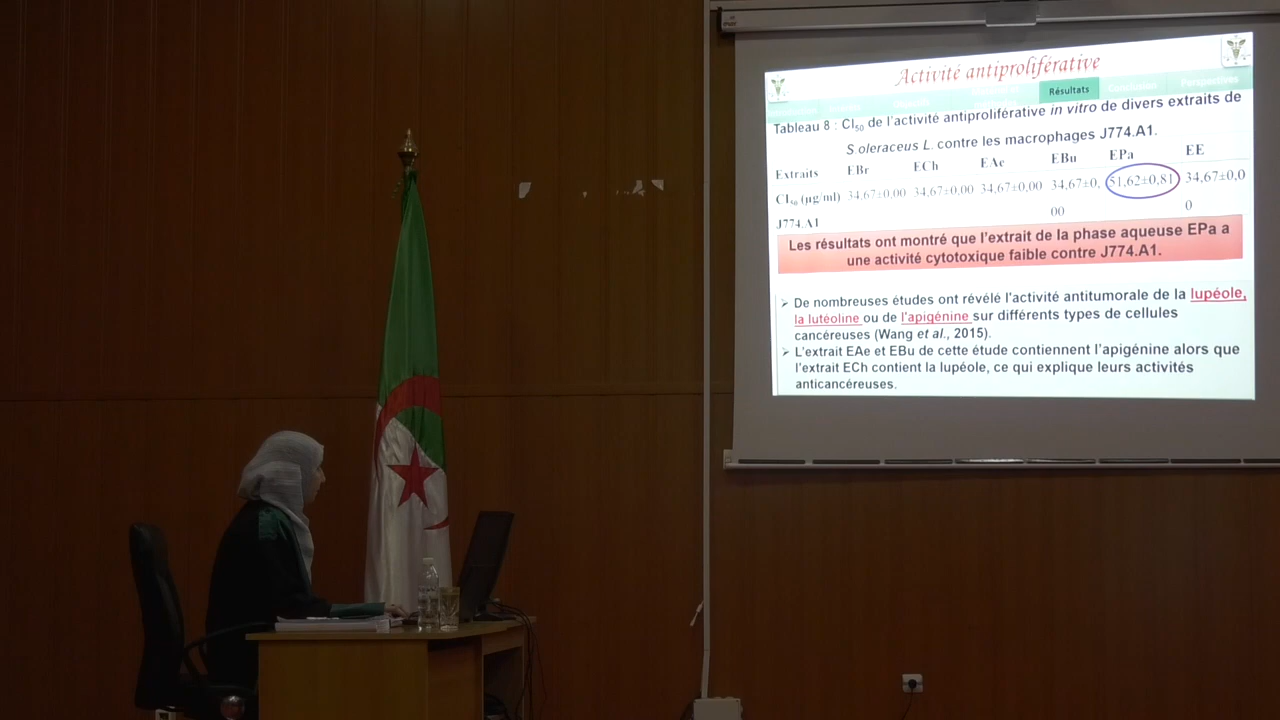 Activité antiproliférative
Résultats
Conclusion
Perspectives
Tableau 8 : CI50 de l'activité antiproliférative in vitro de divers extraits de
S.oleraceus L. contre les macrophages J774.A1.
Extraits EBr ECh EAe EBu EPa EE
CI50 (µg/ml) 34,67±0,00 34,67±0,00 34,67±0,00 34,67±0, 51,62±0,81 34,67±0,0
J774.A1 00 0
Les résultats ont montré que l'extrait de la phase aqueuse EPa a
une activité cytotoxique faible contre J774.A1.
➢ De nombreuses études ont révélé l'activité antitumorale de la lupéole,
la lutéoline ou de l'apigénine sur différents types de cellules
cancéreuses (Wang et al., 2015).
➢ L'extrait EAe et EBu de cette étude contiennent l'apigénine alors que
l'extrait ECh contient la lupéole, ce qui explique leurs activités
anticancéreuses.